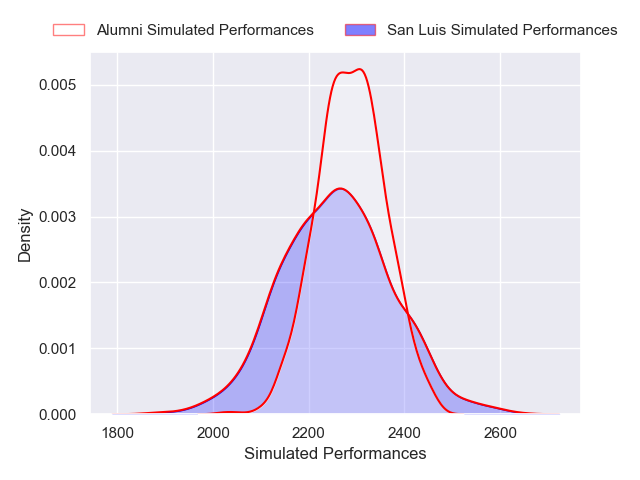 Alumni Simulated Performances San Luis Simulated Performances
0.005
0.004
0.003
0.002
0.001
0.000
Density
1800 2000 2200 2400 2600
Simulated Performances